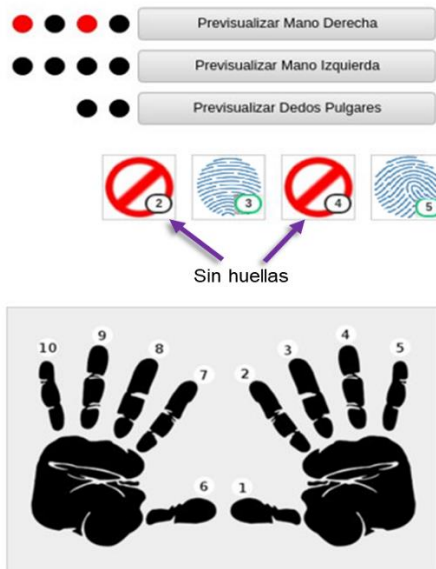 Previsualizar Mano Derecha
Previsualizar Mano Izquierda
Previsualizar Dedos Pulgares
2 3 4 5
Sin huellas
10 9 8 7 2 3 4 5
6 1